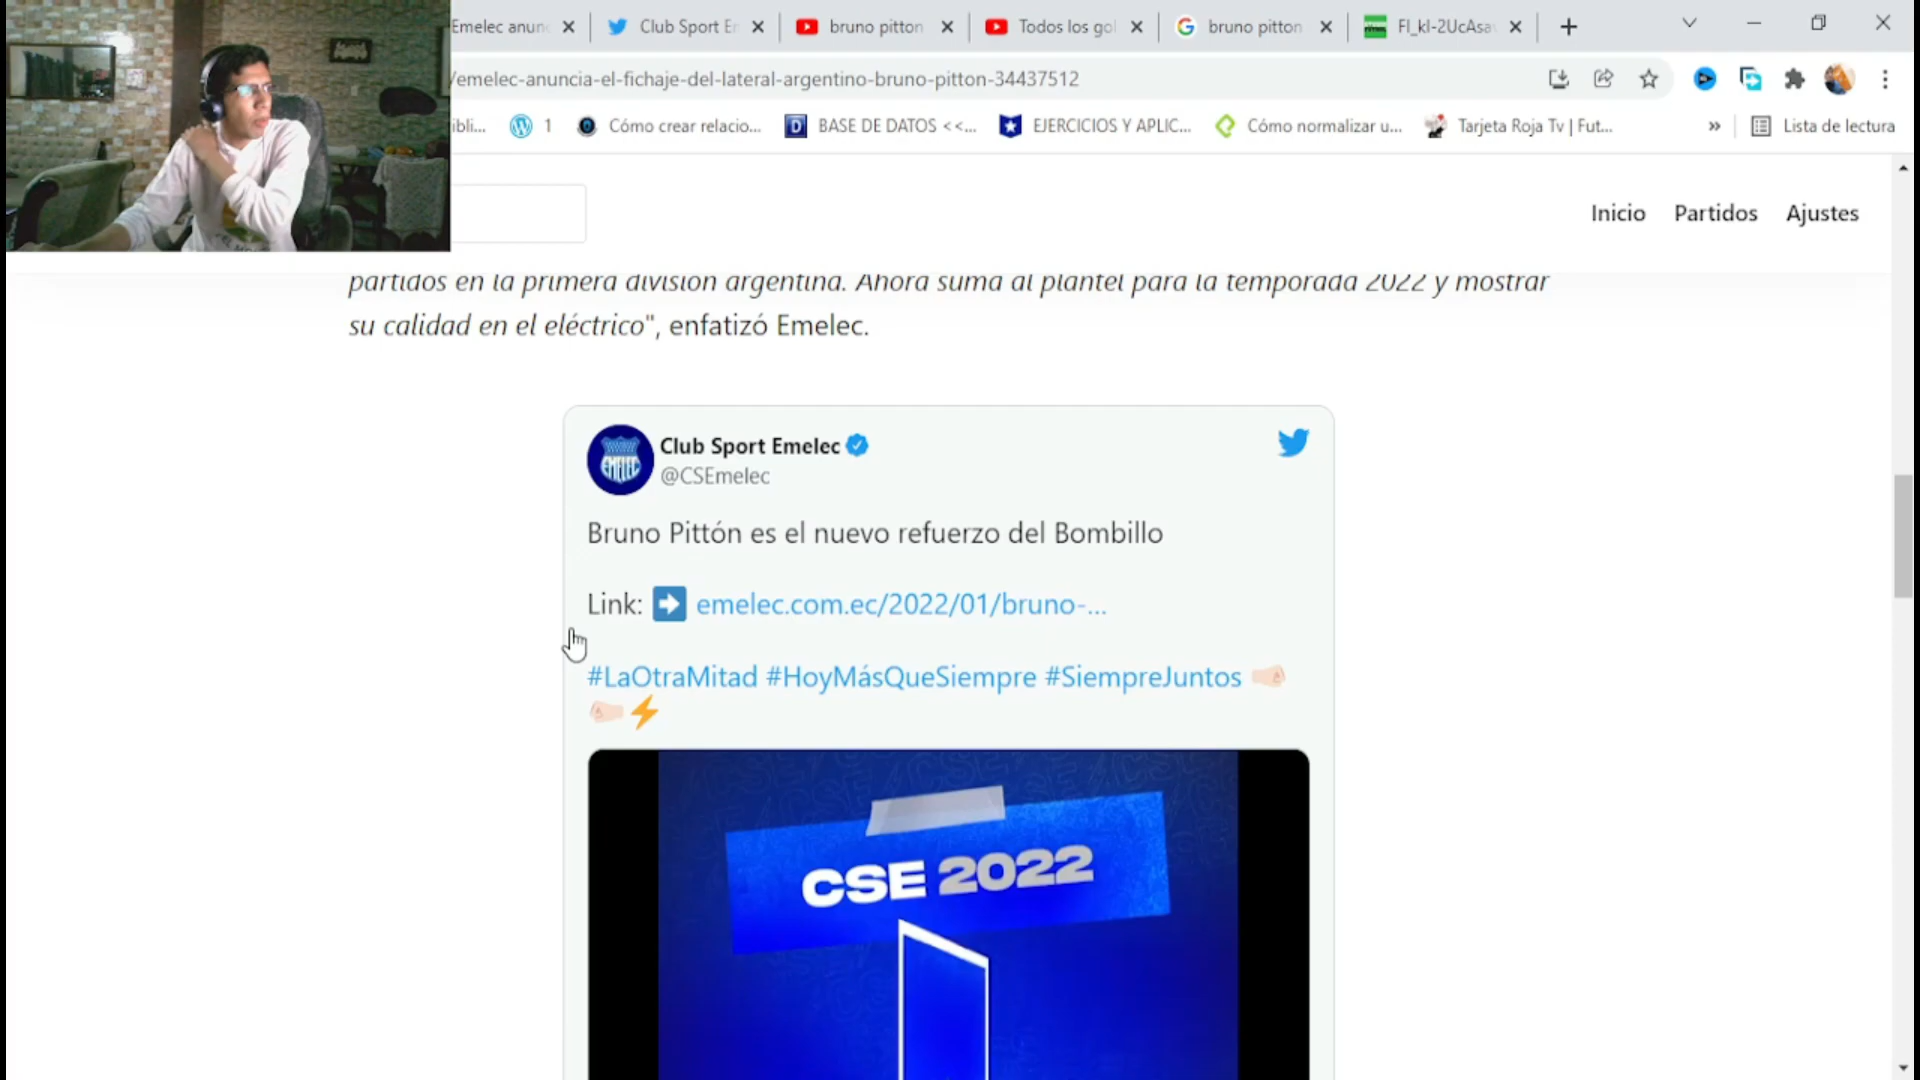 Emelec anun
Club Sport Er
bruno pitton
Todos los gol
bruno pitton
FI_kI-2UcAsa
/emelec-anuncia-el-fichaje-del-lateral-argentino-bruno-pitton-34437512
ibli...
1
Cómo crear relacio...
BASE DE DATOS <<...
EJERCICIOS Y APLIC...
Cómo normalizar u...
Tarjeta Roja Tv | Fut...
»
Lista de lectura
Inicio
Partidos
Ajustes
partidos en la primera división argentina. Ahora suma al plantel para la temporada 2022 y mostrar
su calidad en el eléctrico", enfatizó Emelec.
EMELEC
Club Sport Emelec
@CSEmelec
Bruno Pittón es el nuevo refuerzo del Bombillo
Link: ➡ emelec.com.ec/2022/01/bruno-...
#LaOtraMitad #HoyMásQueSiempre #SiempreJuntos 🤜🏻
🤛🏻⚡
CSE 2022